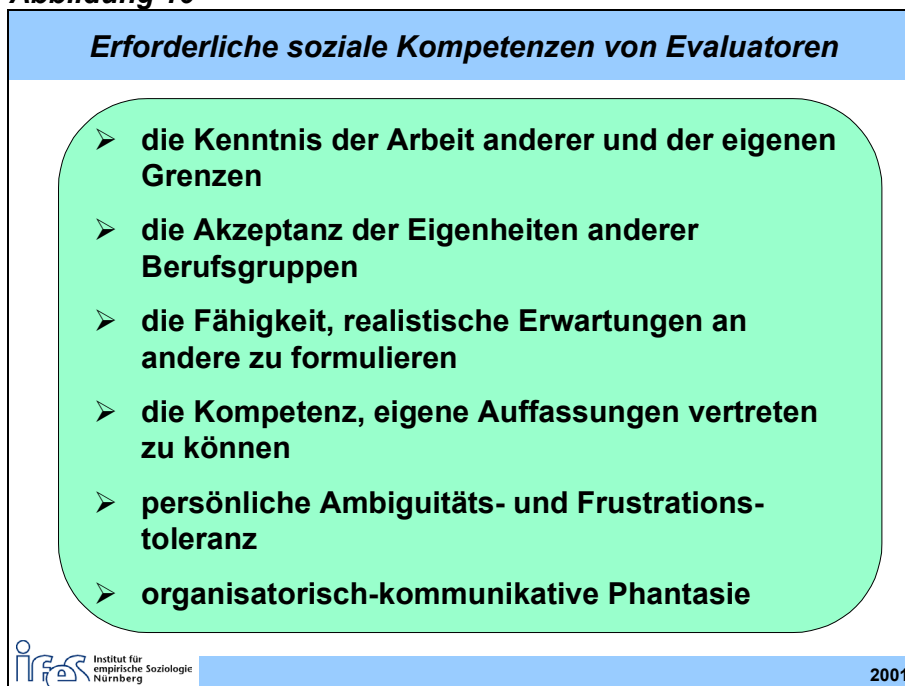 Erforderliche soziale Kompetenzen von Evaluatoren
➢ die Kenntnis der Arbeit anderer und der eigenen
Grenzen
➢ die Akzeptanz der Eigenheiten anderer
Berufsgruppen
➢ die Fähigkeit, realistische Erwartungen an
andere zu formulieren
➢ die Kompetenz, eigene Auffassungen vertreten
zu können
➢ persönliche Ambiguitäts- und Frustrations-
toleranz
➢ organisatorisch-kommunikative Phantasie
ifes Institut für
empirische Soziologie
Nürnberg
2001